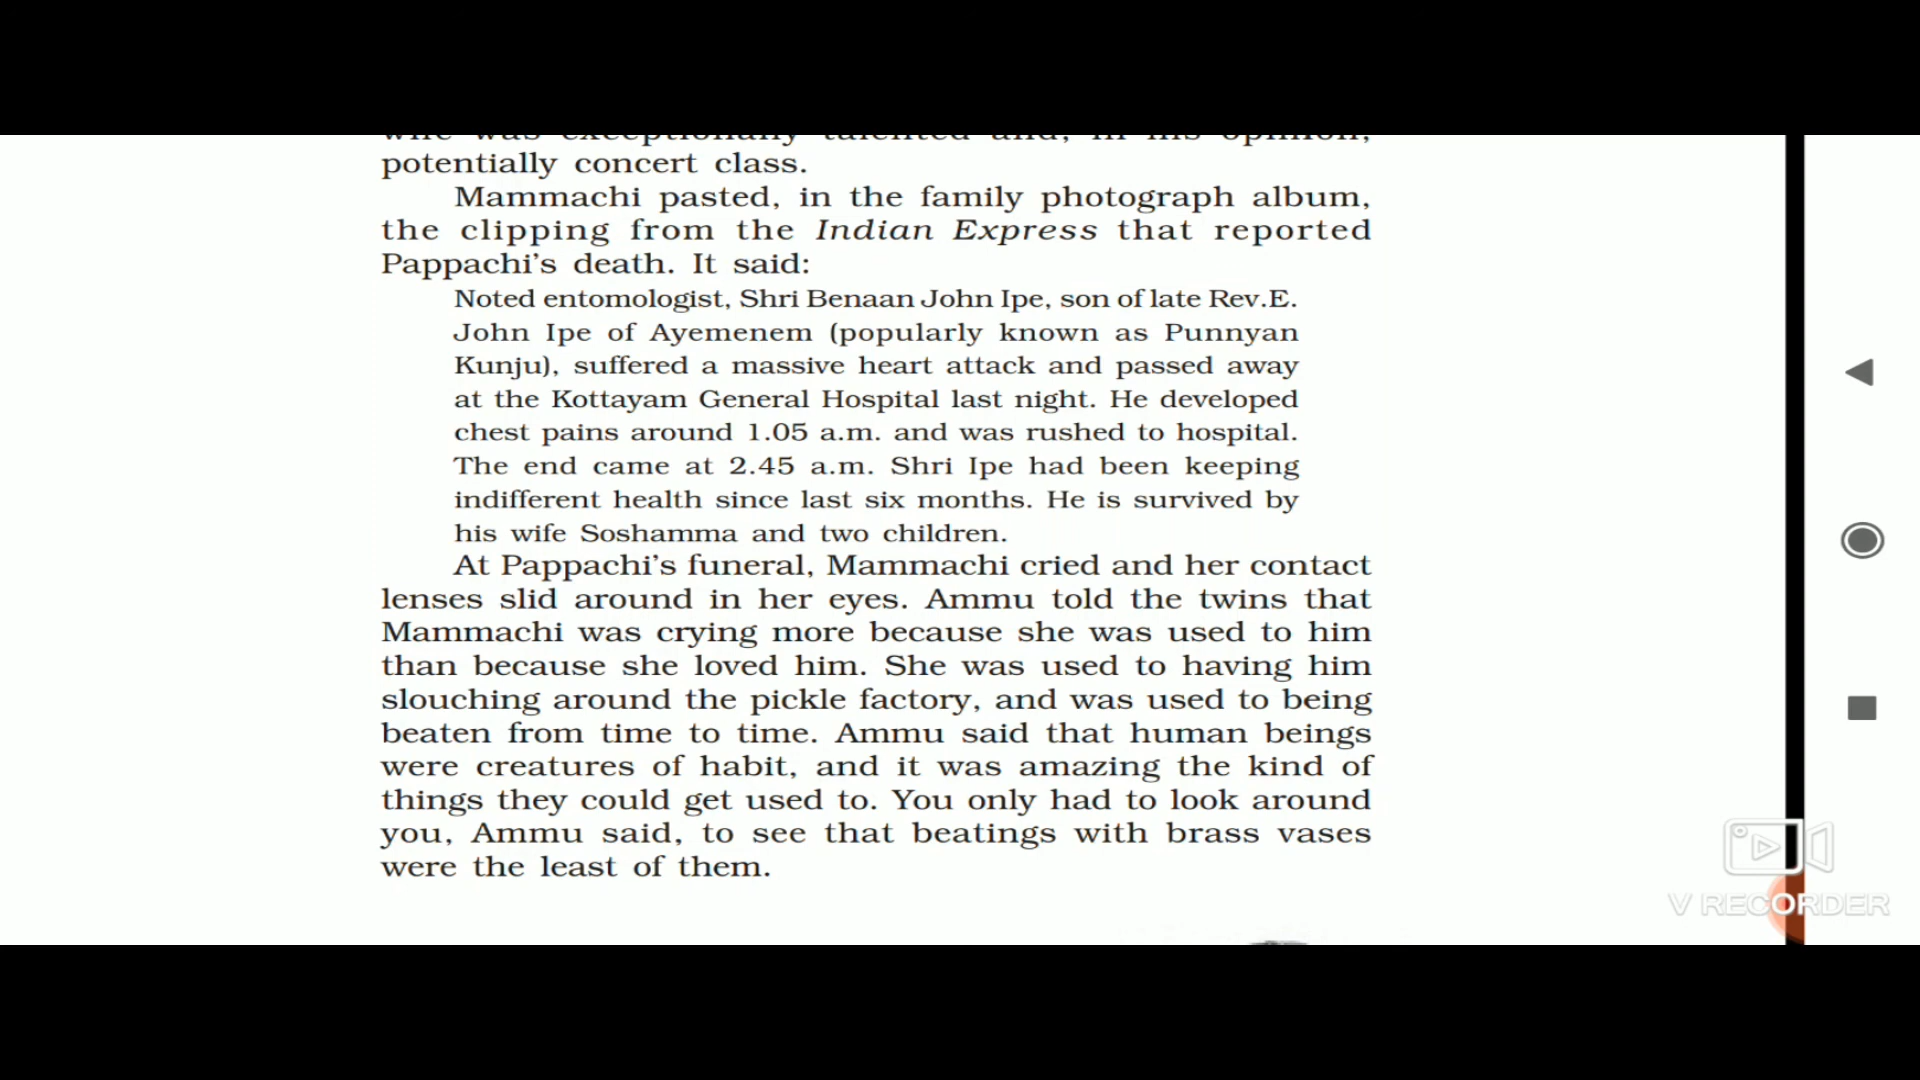 wife was exceptionally talented and, in his opinion,
potentially concert class.
Mammachi pasted, in the family photograph album,
the clipping from the Indian Express that reported
Pappachi’s death. It said:
Noted entomologist, Shri Benaan John Ipe, son of late Rev.E.
John Ipe of Ayemenem (popularly known as Punnyan
Kunju), suffered a massive heart attack and passed away
at the Kottayam General Hospital last night. He developed
chest pains around 1.05 a.m. and was rushed to hospital.
The end came at 2.45 a.m. Shri Ipe had been keeping
indifferent health since last six months. He is survived by
his wife Soshamma and two children.
At Pappachi’s funeral, Mammachi cried and her contact
lenses slid around in her eyes. Ammu told the twins that
Mammachi was crying more because she was used to him
than because she loved him. She was used to having him
slouching around the pickle factory, and was used to being
beaten from time to time. Ammu said that human beings
were creatures of habit, and it was amazing the kind of
things they could get used to. You only had to look around
you, Ammu said, to see that beatings with brass vases
were the least of them.
V RECORDER